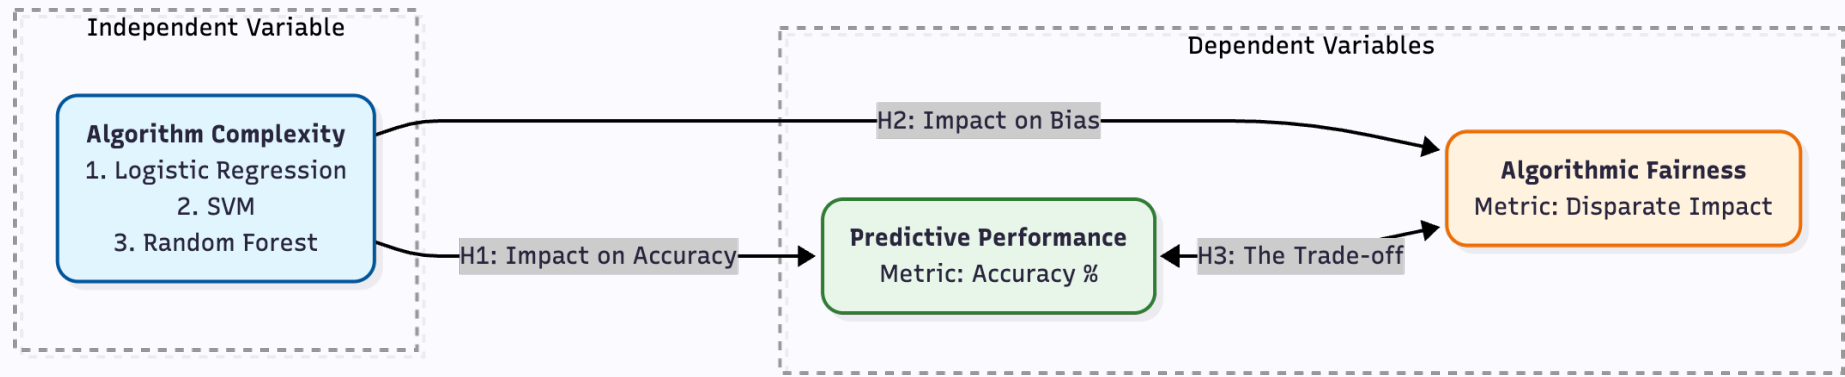 Independent Variable
Algorithm Complexity
1. Logistic Regression
2. SVM
3. Random Forest
Dependent Variables
H2: Impact on Bias
H1: Impact on Accuracy
Predictive Performance
Metric: Accuracy %
H3: The Trade-off
Algorithmic Fairness
Metric: Disparate Impact